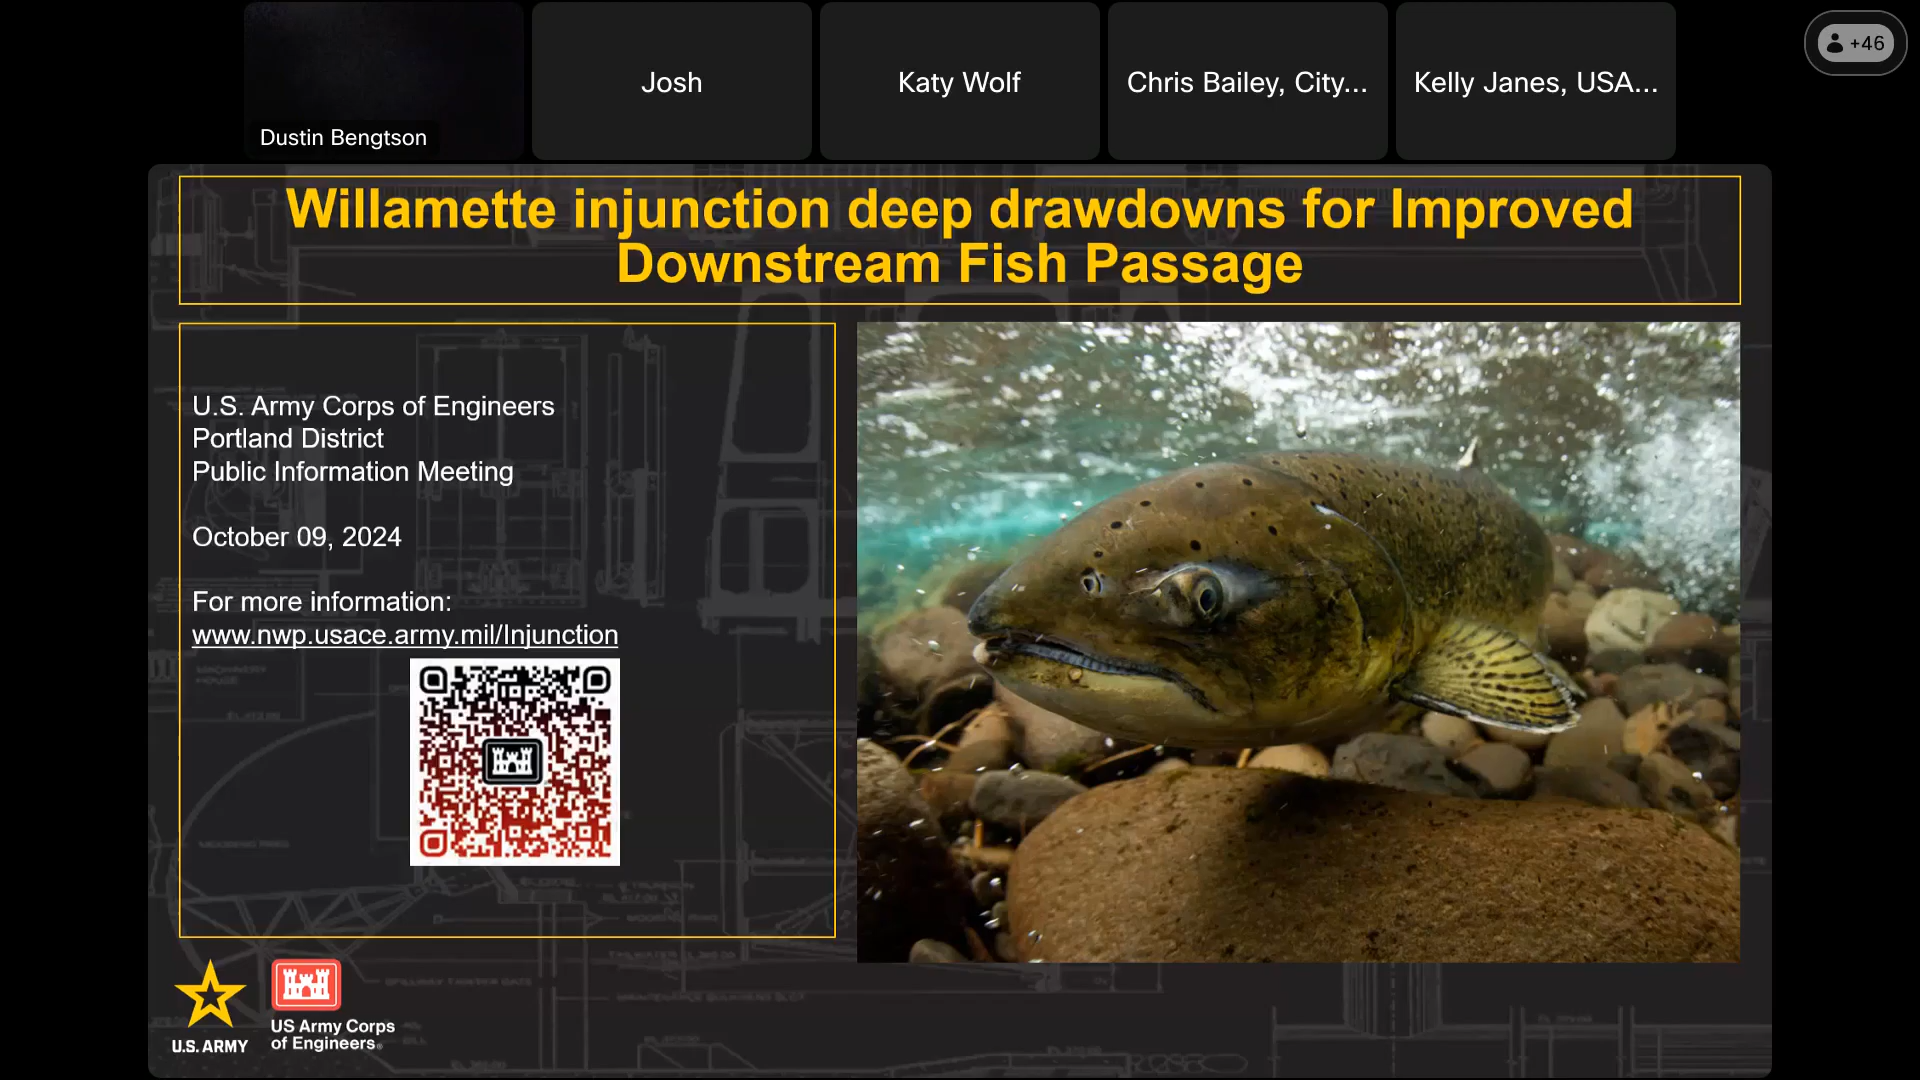 Dustin Bengtson
Josh
Katy Wolf
Chris Bailey, City...
Kelly Janes, USA...
+46
Willamette injunction deep drawdowns for Improved
Downstream Fish Passage
U.S. Army Corps of Engineers
Portland District
Public Information Meeting
October 09, 2024
For more information:
www.nwp.usace.army.mil/Injunction
U.S. ARMY
US Army Corps
of Engineers®